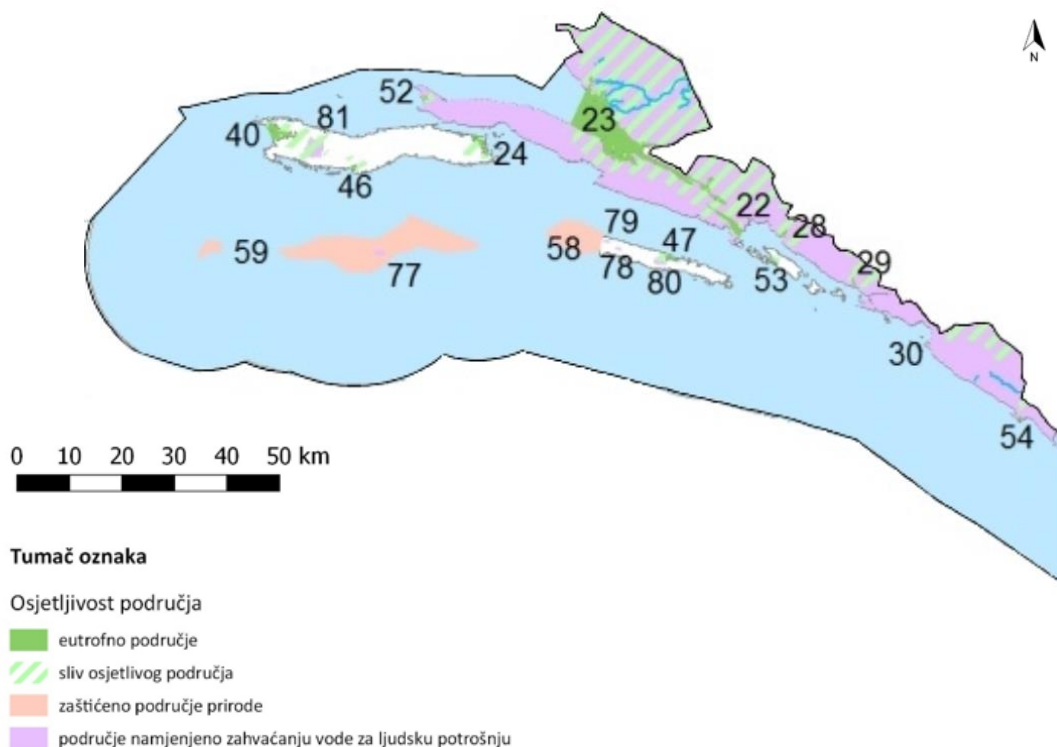 N
52
81
40
23
24
46
22
79
28
47
59
58
29
77
78
53
80
30
54
0 10 20 30 40 50 km
Tumač oznaka
Osjetljivost područja
eutrofno područje
sliv osjetlivog područja
zaštićeno područje prirode
područje namjenjeno zahvaćanju vode za ljudsku potrošnju